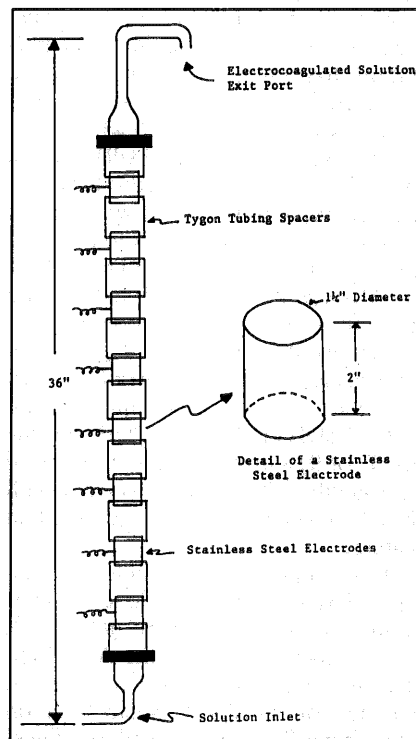 Electrocoagulated Solution
Exit Port
Tygon Tubing Spacers
1½" Diameter
36"
2"
Detail of a Stainless
Steel Electrode
Stainless Steel Electrodes
Solution Inlet